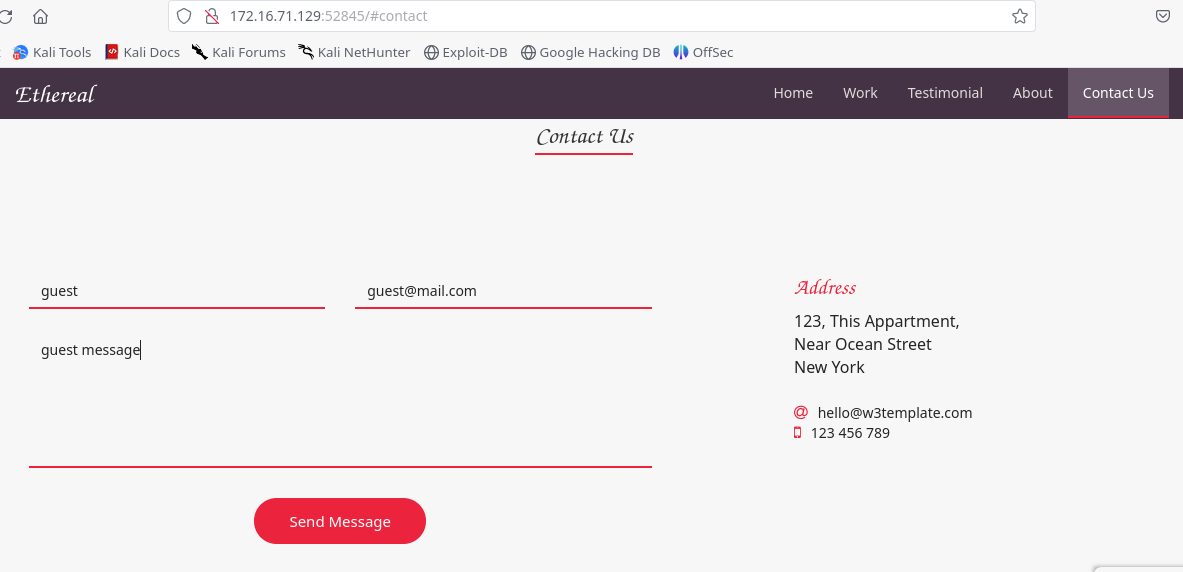 172.16.71.129:52845/#contact
Kali Tools Kali Docs Kali Forums Kali NetHunter Exploit-DB Google Hacking DB OffSec
Ethereal Home Work Testimonial About Contact Us
Contact Us
guest guest@mail.com
guest message
Send Message
Address
123, This Appartment,
Near Ocean Street
New York
hello@w3template.com
123 456 789